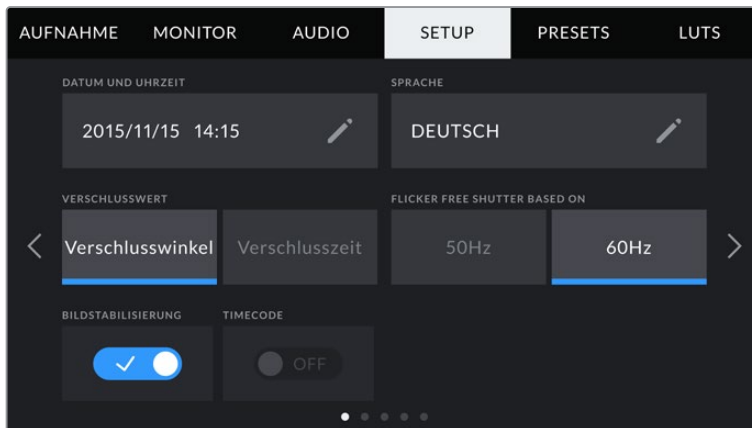 AUFNAHME MONITOR AUDIO SETUP PRESETS LUTS
DATUM UND UHRZEIT SPRACHE
2015/11/15 14:15 DEUTSCH
VERSCHLUSSWERT FLICKER FREE SHUTTER BASED ON
Verschlusswinkel Verschlusszeit 50Hz 60Hz
BILDSTABILISIERUNG TIMECODE
OFF